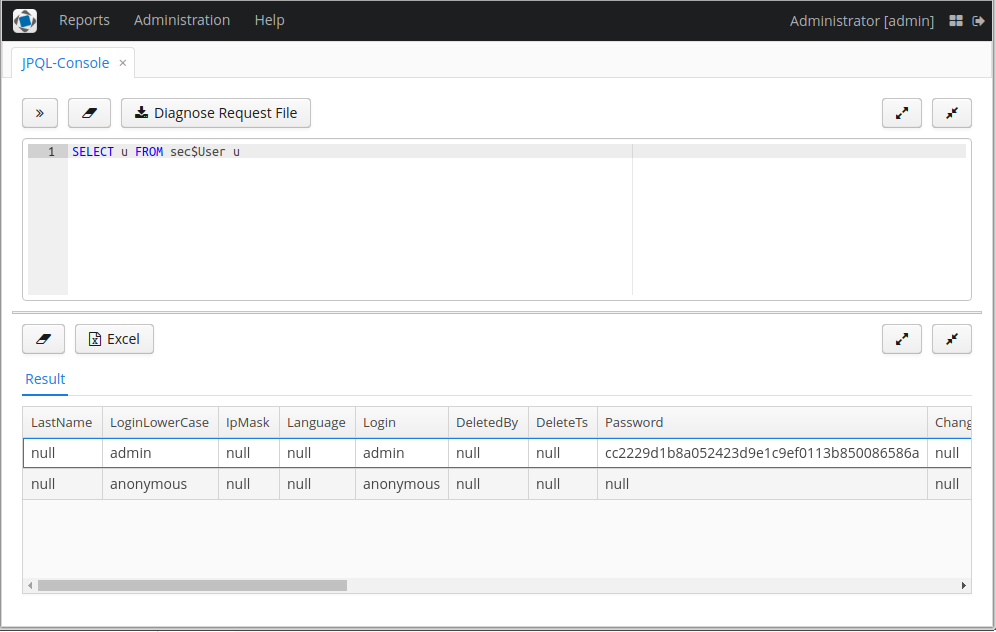 Reports Administration Help Administrator [admin]
JPQL-Console ×
» Diagnose Request File
1 SELECT u FROM sec$User u
Excel
Result
LastName LoginLowerCase IpMask Language Login DeletedBy DeleteTs Password Chang
null admin null null admin null null cc2229d1b8a052423d9e1c9ef0113b850086586a null
null anonymous null null anonymous null null null null